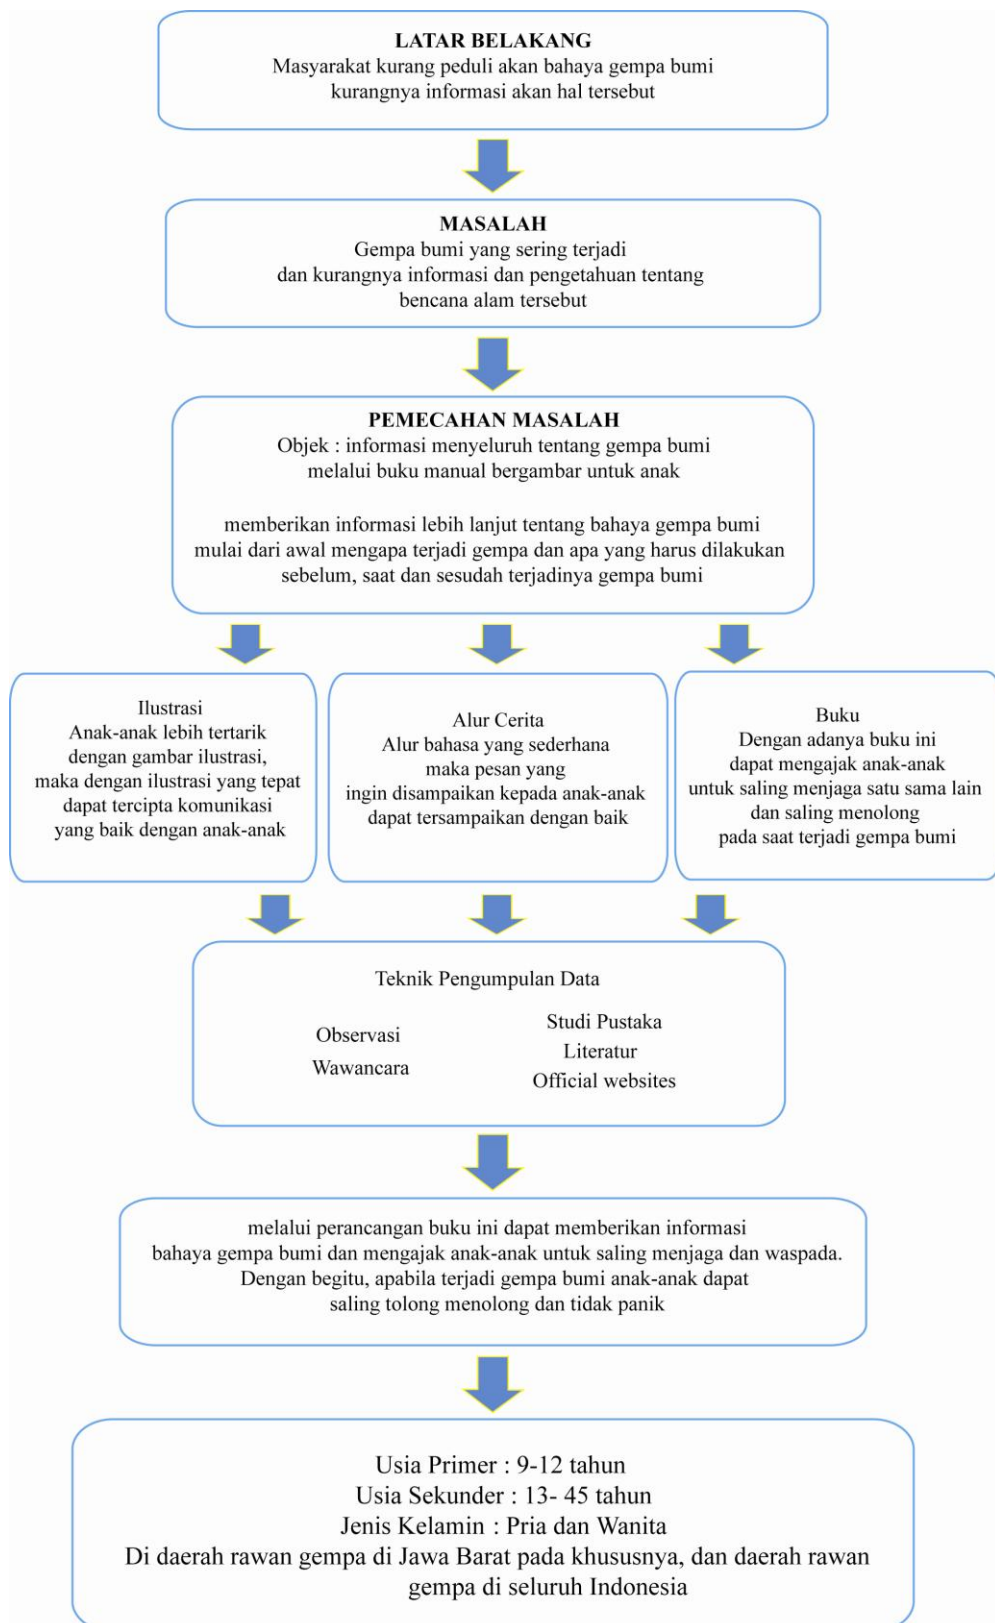 LATAR BELAKANG
Masyarakat kurang peduli akan bahaya gempa bumi
kurangnya informasi akan hal tersebut
MASALAH
Gempa bumi yang sering terjadi
dan kurangnya informasi dan pengetahuan tentang
bencana alam tersebut
PEMECAHAN MASALAH
Objek : informasi menyeluruh tentang gempa bumi
melalui buku manual bergambar untuk anak
memberikan informasi lebih lanjut tentang bahaya gempa bumi
mulai dari awal mengapa terjadi gempa dan apa yang harus dilakukan
sebelum, saat dan sesudah terjadinya gempa bumi
Ilustrasi
Anak-anak lebih tertarik
dengan gambar ilustrasi,
maka dengan ilustrasi yang tepat
dapat tercipta komunikasi
yang baik dengan anak-anak
Alur Cerita
Alur bahasa yang sederhana
maka pesan yang
ingin disampaikan kepada anak-anak
dapat tersampaikan dengan baik
Buku
Dengan adanya buku ini
dapat mengajak anak-anak
untuk saling menjaga satu sama lain
dan saling menolong
pada saat terjadi gempa bumi
Teknik Pengumpulan Data
Observasi
Wawancara
Studi Pustaka
Literatur
Official websites
melalui perancangan buku ini dapat memberikan informasi
bahaya gempa bumi dan mengajak anak-anak untuk saling menjaga dan waspada.
Dengan begitu, apabila terjadi gempa bumi anak-anak dapat
saling tolong menolong dan tidak panik
Usia Primer : 9-12 tahun
Usia Sekunder : 13- 45 tahun
Jenis Kelamin : Pria dan Wanita
Di daerah rawan gempa di Jawa Barat pada khususnya, dan daerah rawan
gempa di seluruh Indonesia